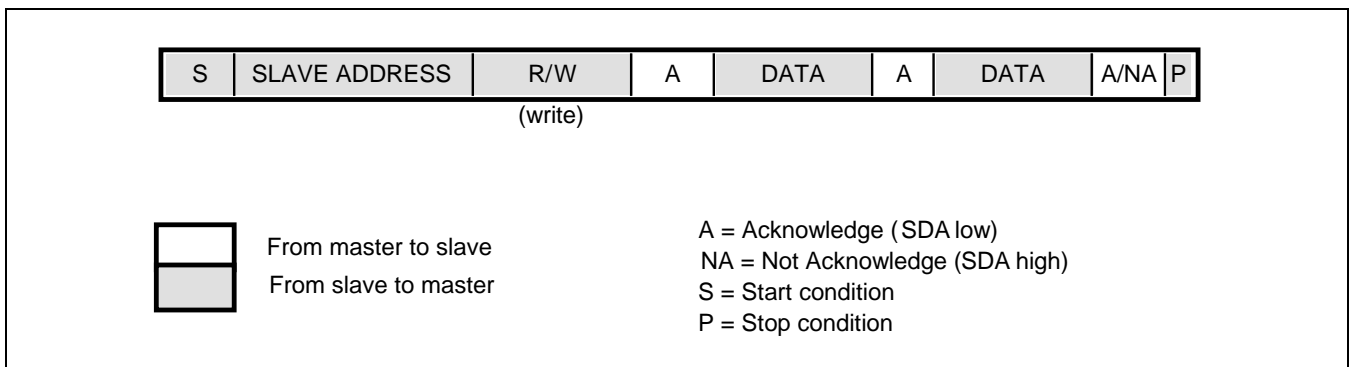 S SLAVE ADDRESS R/W A DATA A DATA A/NA P
(write)
From master to slave
From slave to master
A = Acknowledge (SDA low)
NA = Not Acknowledge (SDA high)
S = Start condition
P = Stop condition